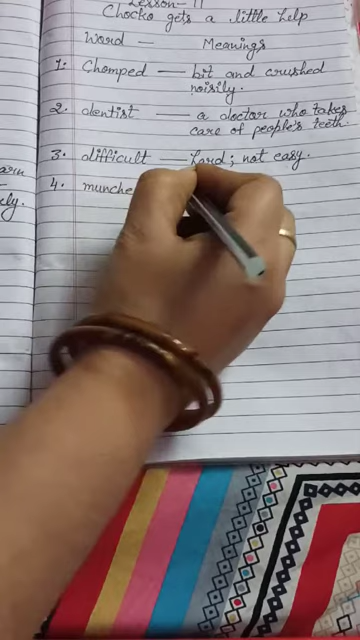 Lesson - 11
Chocko gets a little help
Word — Meanings
1. Chomped — bit and crushed
noisily.
2. dentist — a doctor who takes
care of people's teeth.
3. difficult — hard; not easy.
4. munche